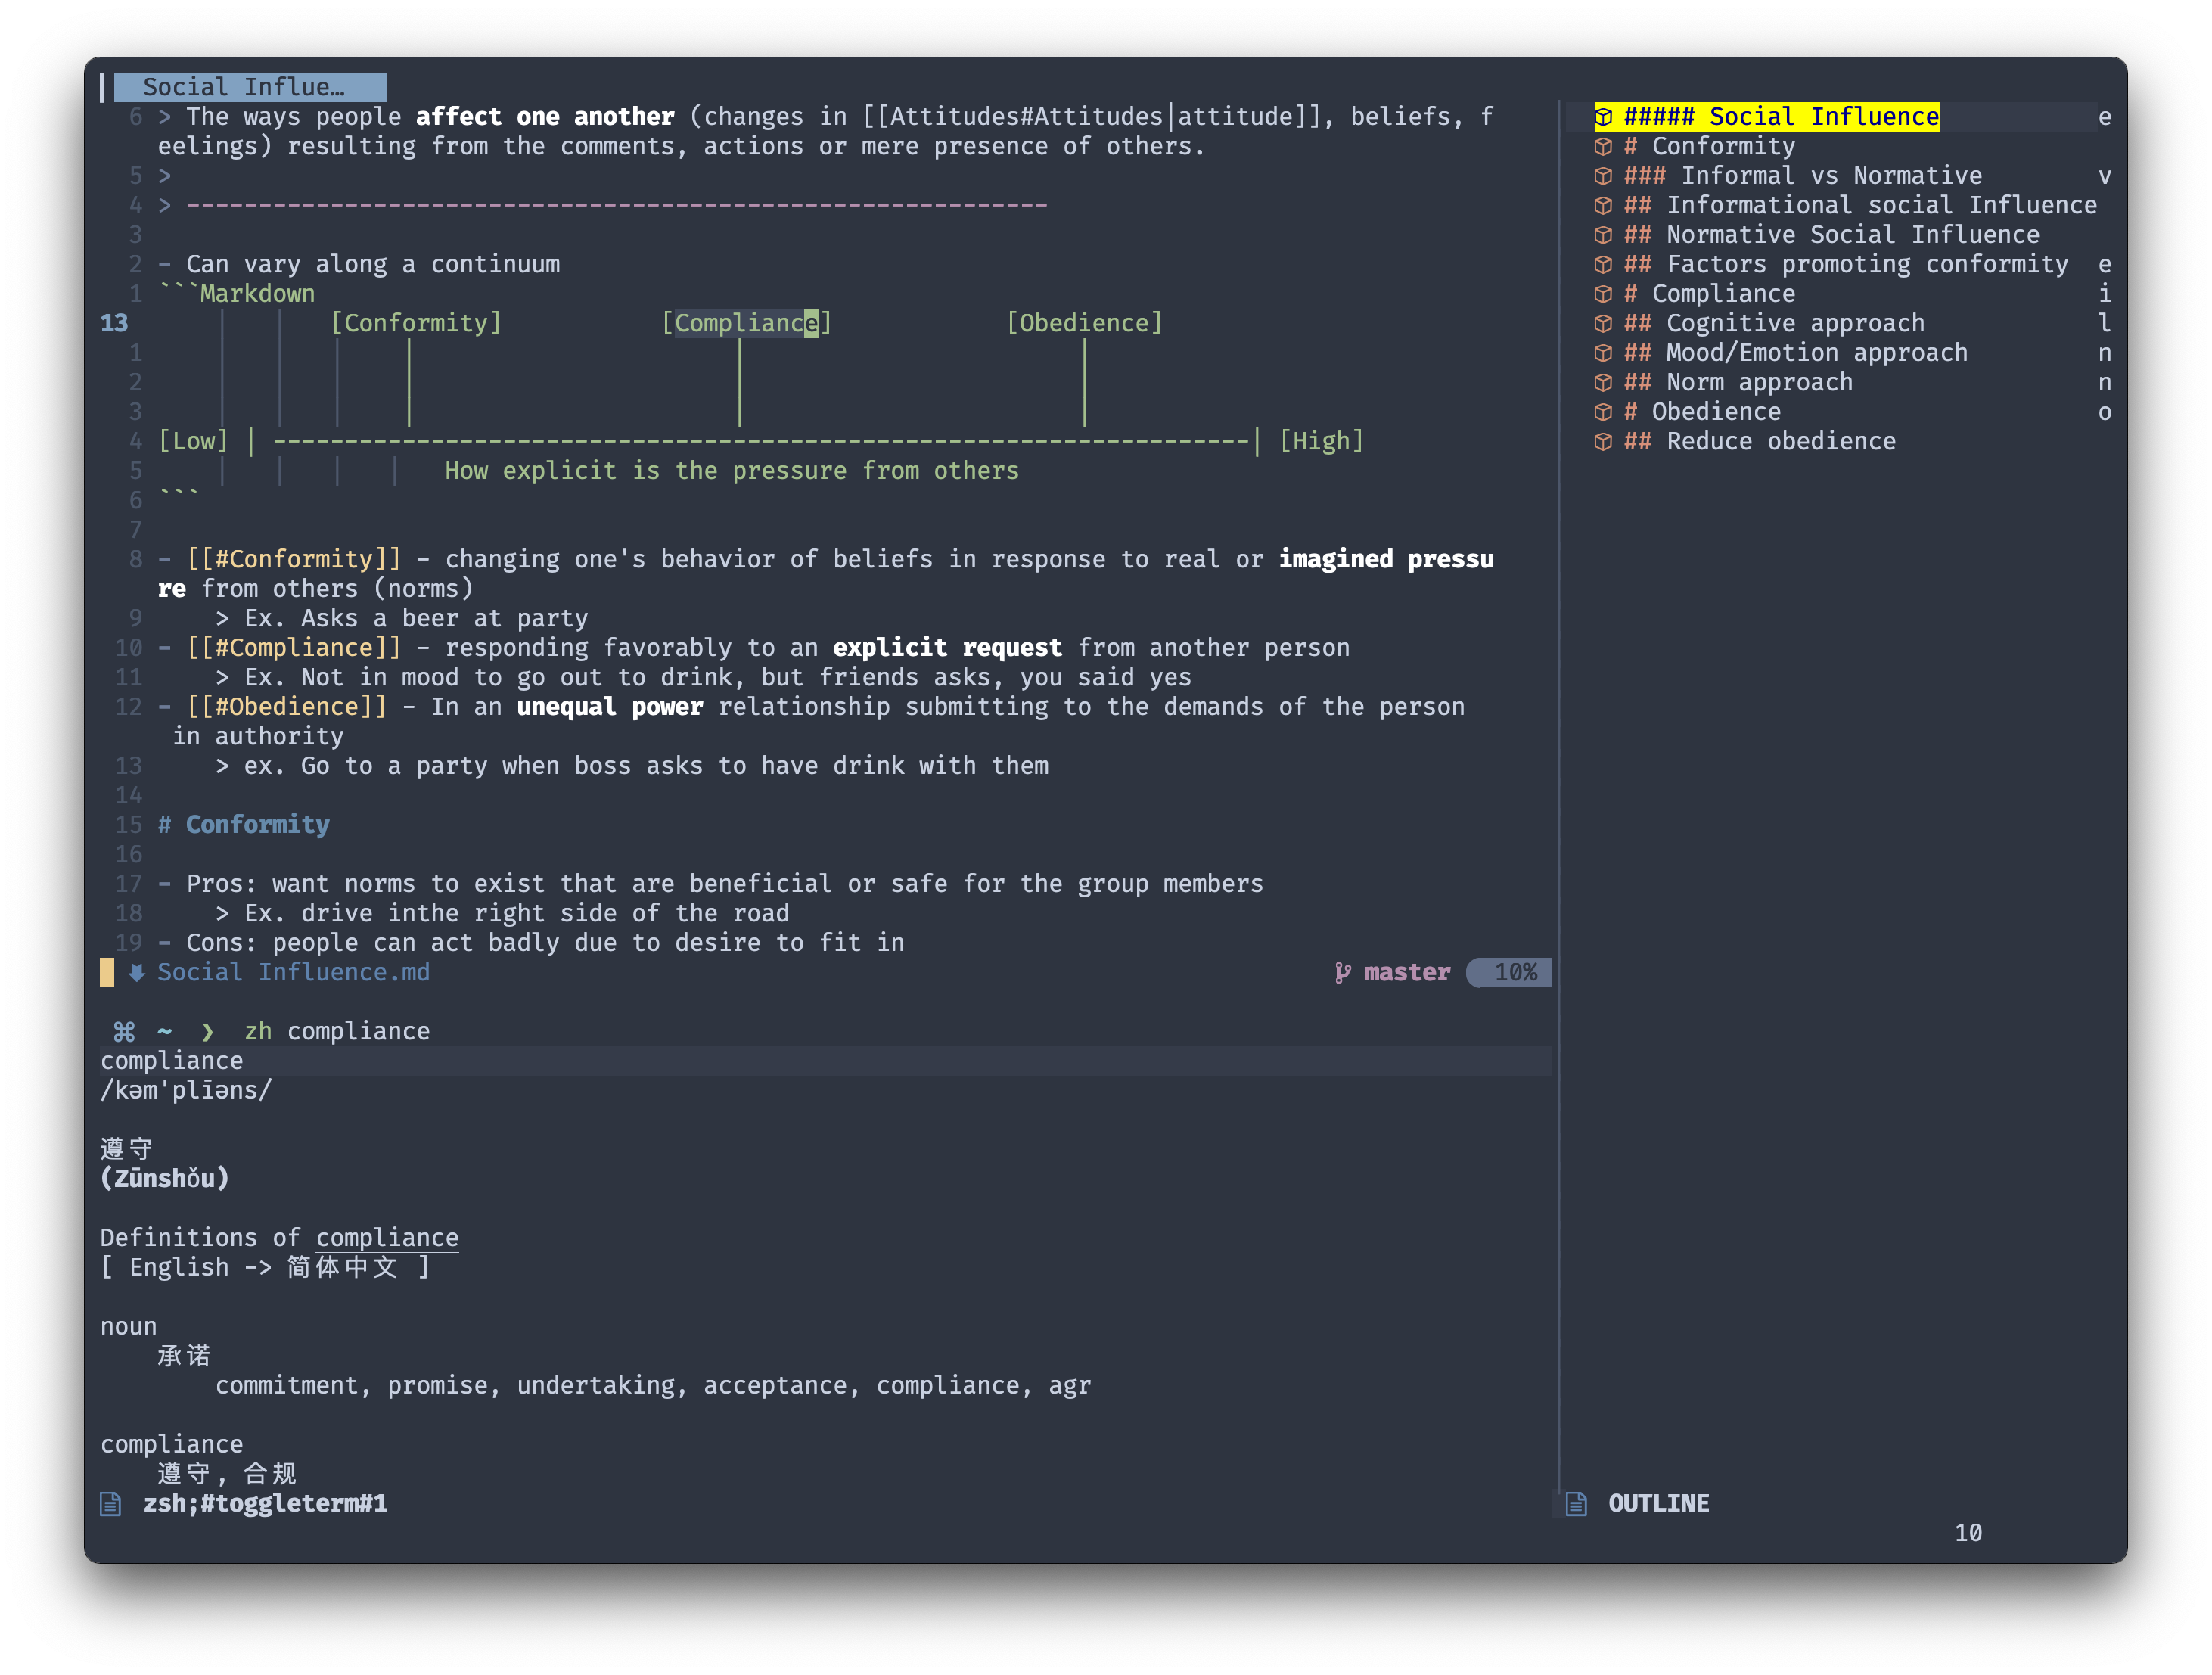 Social Influe…
6 > The ways people affect one another (changes in [[Attitudes#Attitudes|attitude]], beliefs, f
eelings) resulting from the comments, actions or mere presence of others.
5 >
4 > ------------------------------------------------------------
3
2 - Can vary along a continuum
1 ```Markdown
13 [Conformity] [Compliance] [Obedience]
1 | | |
2 | | |
3 | | |
4 [Low] | --------------------------------------------------------------------| [High]
5 How explicit is the pressure from others
6 ```
7
8 - [[#Conformity]] - changing one's behavior of beliefs in response to real or imagined pressu
re from others (norms)
9 > Ex. Asks a beer at party
10 - [[#Compliance]] - responding favorably to an explicit request from another person
11 > Ex. Not in mood to go out to drink, but friends asks, you said yes
12 - [[#Obedience]] - In an unequal power relationship submitting to the demands of the person
in authority
13 > ex. Go to a party when boss asks to have drink with them
14
15 # Conformity
16
17 - Pros: want norms to exist that are beneficial or safe for the group members
18 > Ex. drive inthe right side of the road
19 - Cons: people can act badly due to desire to fit in
Social Influence.md master 10%
⌘ ~ ❯ zh compliance
compliance
/kəmˈplīəns/
遵守
(Zūnshǒu)
Definitions of compliance
[ English -> 简体中文 ]
noun
承诺
commitment, promise, undertaking, acceptance, compliance, agr
compliance
遵守, 合规
zsh;#toggleterm#1
##### Social Influence e
# Conformity
### Informal vs Normative v
## Informational social Influence
## Normative Social Influence
## Factors promoting conformity e
# Compliance i
## Cognitive approach l
## Mood/Emotion approach n
## Norm approach n
# Obedience o
## Reduce obedience
OUTLINE
10